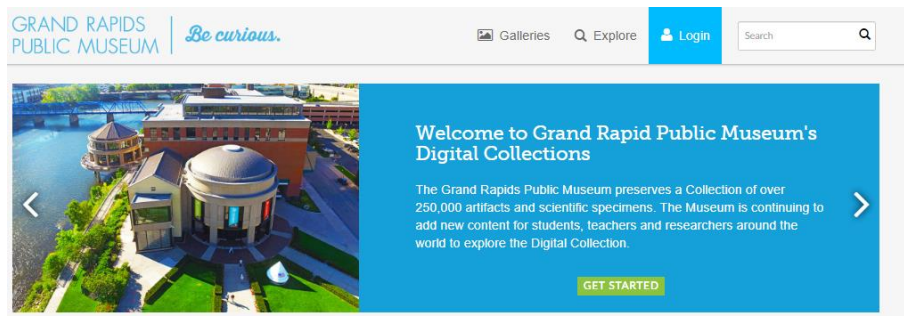 GRAND RAPIDS
PUBLIC MUSEUM
Be curious.
Galleries
Explore
Login
Search
Welcome to Grand Rapid Public Museum's
Digital Collections
The Grand Rapids Public Museum preserves a Collection of over
250,000 artifacts and scientific specimens. The Museum is continuing to
add new content for students, teachers and researchers around the
world to explore the Digital Collection.
GET STARTED